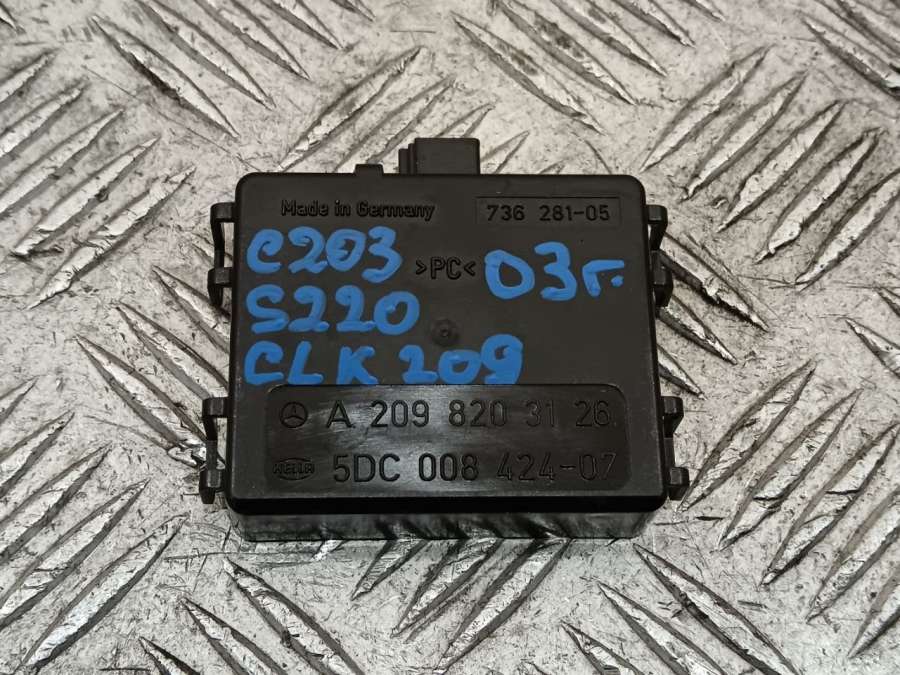 Made in Germany
736 281-05
C203
>PC<
03г.
S220
CLK 209
A 209 820 31 26
HELLA
5DC 008 424-07